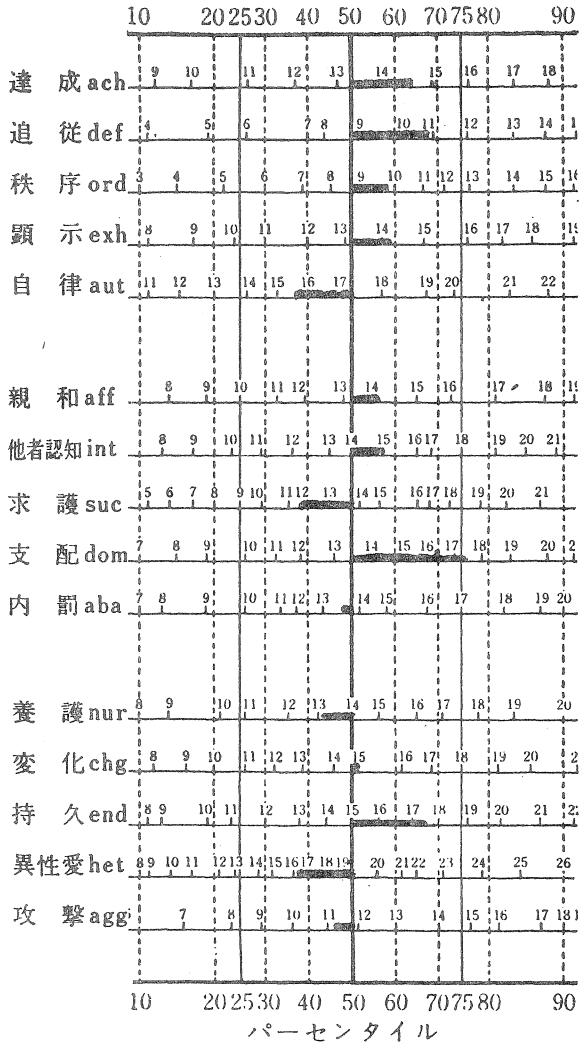 10 20 25 30 40 50 60 70 75 80 90
9 10 11 12 13 14 15 16 17 18
達成 ach
4 5 6 7 8 9 10 11 12 13 14
追従 def
3 4 5 6 7 8 9 10 11 12 13 14 15 16
秩序 ord
8 9 10 11 12 13 14 15 16 17 18 19
顕示 exh
11 12 13 14 15 16 17 18 19 20 21 22
自律 aut
8 9 10 11 12 13 14 15 16 17 18 19
親和 aff
8 9 10 11 12 13 14 15 16 17 18 19 20 21
他者認知 int
5 6 7 8 9 10 11 12 13 14 15 16 17 18 19 20 21
求護 suc
7 8 9 10 11 12 13 14 15 16 17 18 19 20
支配 dom
7 8 9 10 11 12 13 14 15 16 17 18 19 20
内罰 aba
8 9 10 11 12 13 14 15 16 17 18 19 20
養護 nur
8 9 10 11 12 13 14 15 16 17 18 19 20
変化 chg
8 9 10 11 12 13 14 15 16 17 18 19 20 21 22
持久 end
8 9 10 11 12 13 14 15 16 17 18 19 20 21 22 23 24 25 26
異性愛 het
7 8 9 10 11 12 13 14 15 16 17 18
攻撃 agg
10 20 25 30 40 50 60 70 75 80 90
パーセンタイル